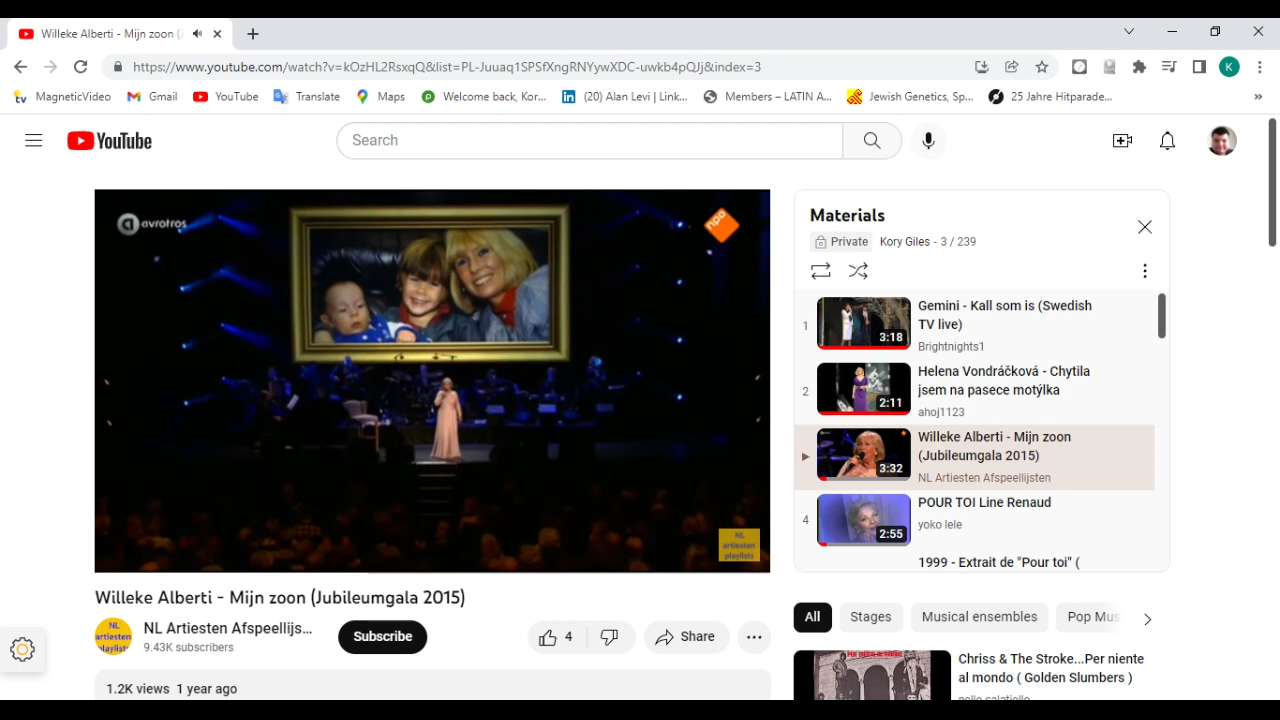 Willeke Alberti - Mijn zoon (J
https://www.youtube.com/watch?v=kOzHL2RsxqQ&list=PL-Juuaq1SPSfXngRNYywXDC-uwkb4pQJj&index=3
K
MagneticVideo
Gmail
YouTube
Translate
Maps
Welcome back, Kor...
(20) Alan Levi | Link...
Members – LATIN A...
Jewish Genetics, Sp...
25 Jahre Hitparade...
YouTube
Search
avrotros
npo
NL
artiesten
playlists
Materials
Private
Kory Giles - 3 / 239
1
3:18
Gemini - Kall som is (Swedish
TV live)
Brightnights1
2
2:11
Helena Vondráčková - Chytila
jsem na pasece motýlka
ahoj1123
3:32
Willeke Alberti - Mijn zoon
(Jubileumgala 2015)
NL Artiesten Afspeellijsten
4
2:55
POUR TOI Line Renaud
yoko lele
1999 - Extrait de "Pour toi" (
Willeke Alberti - Mijn zoon (Jubileumgala 2015)
NL
artiesten
playlists
NL Artiesten Afspeellijs...
9.43K subscribers
Subscribe
4
Share
1.2K views 1 year ago
All
Stages
Musical ensembles
Pop Mus
Chriss & The Stroke...Per niente
al mondo ( Golden Slumbers )